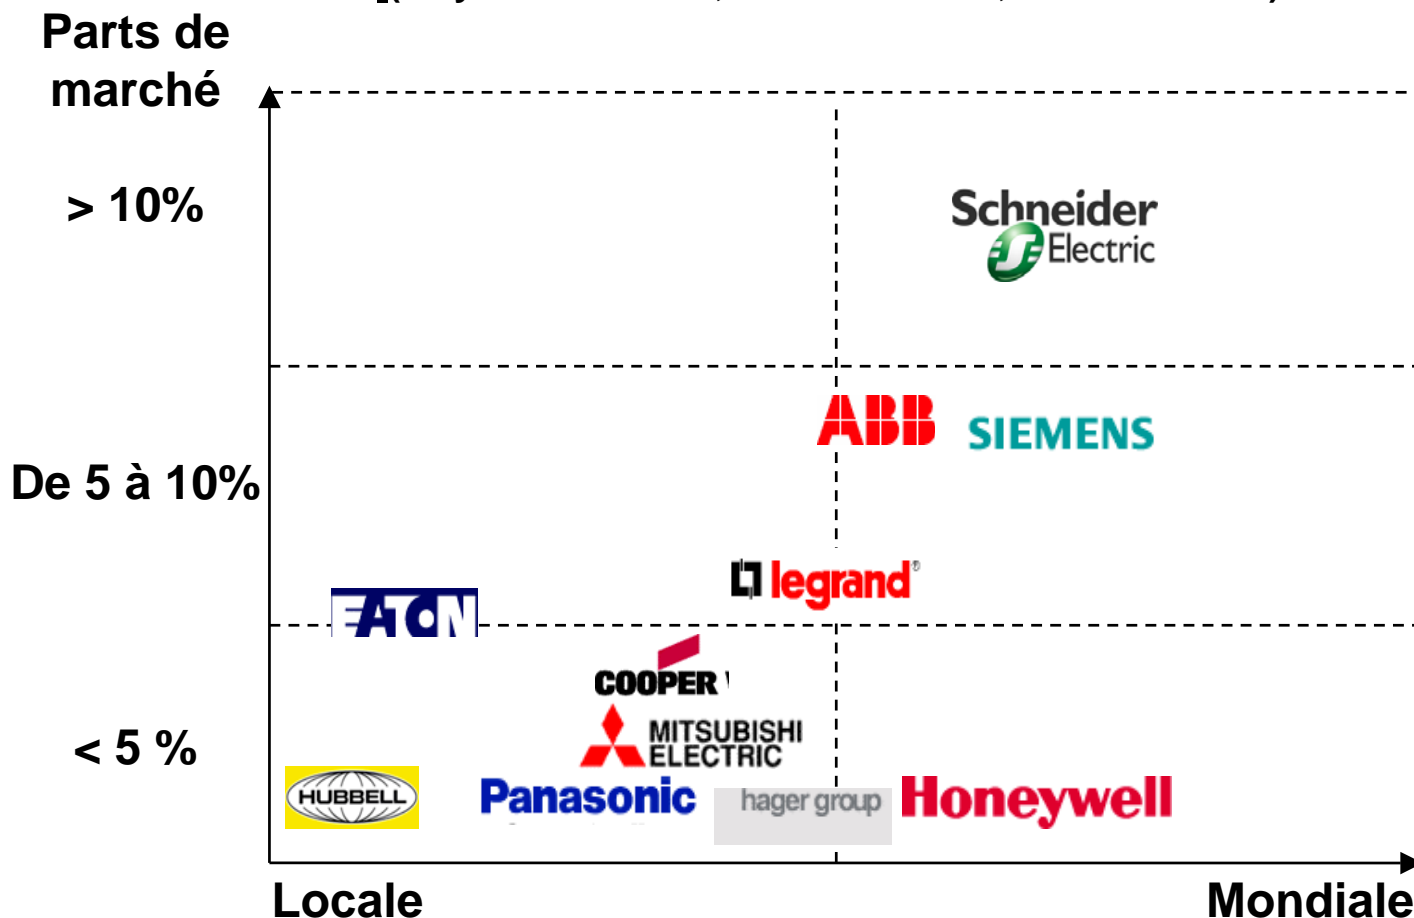 Parts de
marché
> 10%
Schneider
Electric
ABB
SIEMENS
De 5 à 10%
legrand®
EATON
COOPER
< 5 %
MITSUBISHI
ELECTRIC
HUBBELL
Panasonic
hager group
Honeywell
Locale
Mondiale